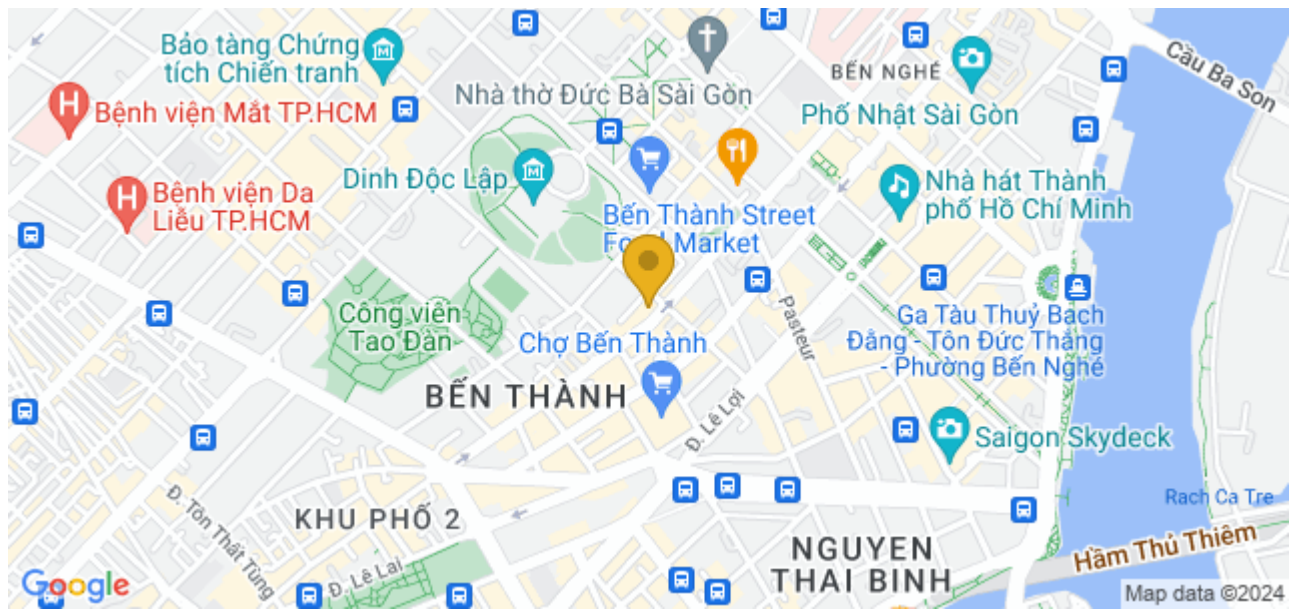 Bảo tàng Chứng
tích Chiến tranh
Bệnh viện Mắt TP.HCM
Bệnh viện Da
Liễu TP.HCM
Nhà thờ Đức Bà Sài Gòn
BẾN NGHÉ
Phố Nhật Sài Gòn
Cầu Ba Son
Dinh Độc Lập
Bến Thành Street
Food Market
Nhà hát Thành
phố Hồ Chí Minh
Công viên
Tao Đàn
Chợ Bến Thành
Pasteur
Ga Tàu Thuỷ Bạch
Đằng - Tôn Đức Thắng
- Phường Bến Nghé
BẾN THÀNH
Đ. Lê Lợi
Saigon Skydeck
Đ. Tôn Thất Tùng
KHU PHỐ 2
Rach Ca Tre
Đ. Lê Lai
NGUYEN
THAI BINH
Hầm Thủ Thiêm
Google
Map data ©2024